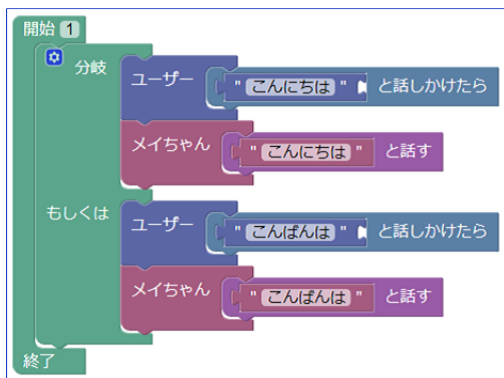 開始 1
分岐
ユーザー " こんにちは " と話しかけたら
メイちゃん " こんにちは " と話す
もしくは
ユーザー " こんばんは " と話しかけたら
メイちゃん " こんばんは " と話す
終了